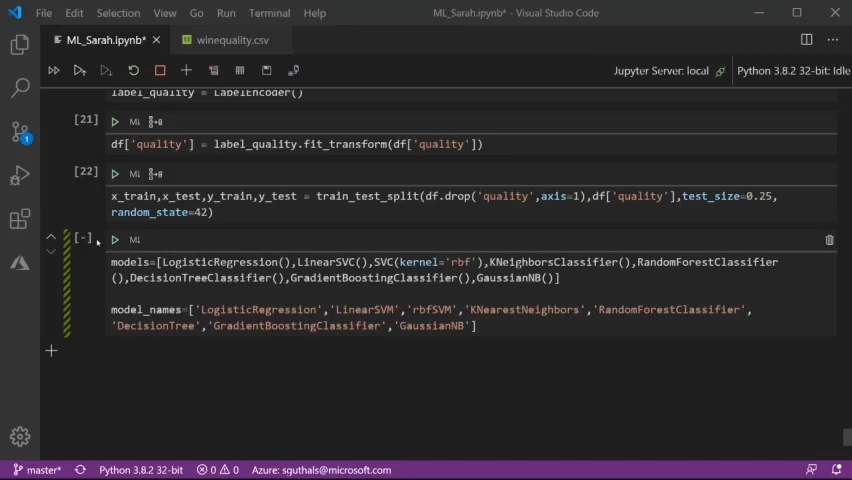 File Edit Selection View Go Run Terminal Help ML_Sarah.ipynb* - Visual Studio Code
ML_Sarah.ipynb* winequality.csv
Jupyter Server: local Python 3.8.2 32-bit: Idle
label_quality = LabelEncoder()
[21] M↓
df['quality'] = label_quality.fit_transform(df['quality'])
[22] M↓
x_train,x_test,y_train,y_test = train_test_split(df.drop('quality',axis=1),df['quality'],test_size=0.25,
random_state=42)
[-] M↓
models=[LogisticRegression(),LinearSVC(),SVC(kernel='rbf'),KNeighborsClassifier(),RandomForestClassifier
(),DecisionTreeClassifier(),GradientBoostingClassifier(),GaussianNB()]
model_names=['LogisticRegression','LinearSVM','rbfSVM','KNearestNeighbors','RandomForestClassifier',
'DecisionTree','GradientBoostingClassifier','GaussianNB']
1
master* Python 3.8.2 32-bit 0 0 Azure: sguthals@microsoft.com